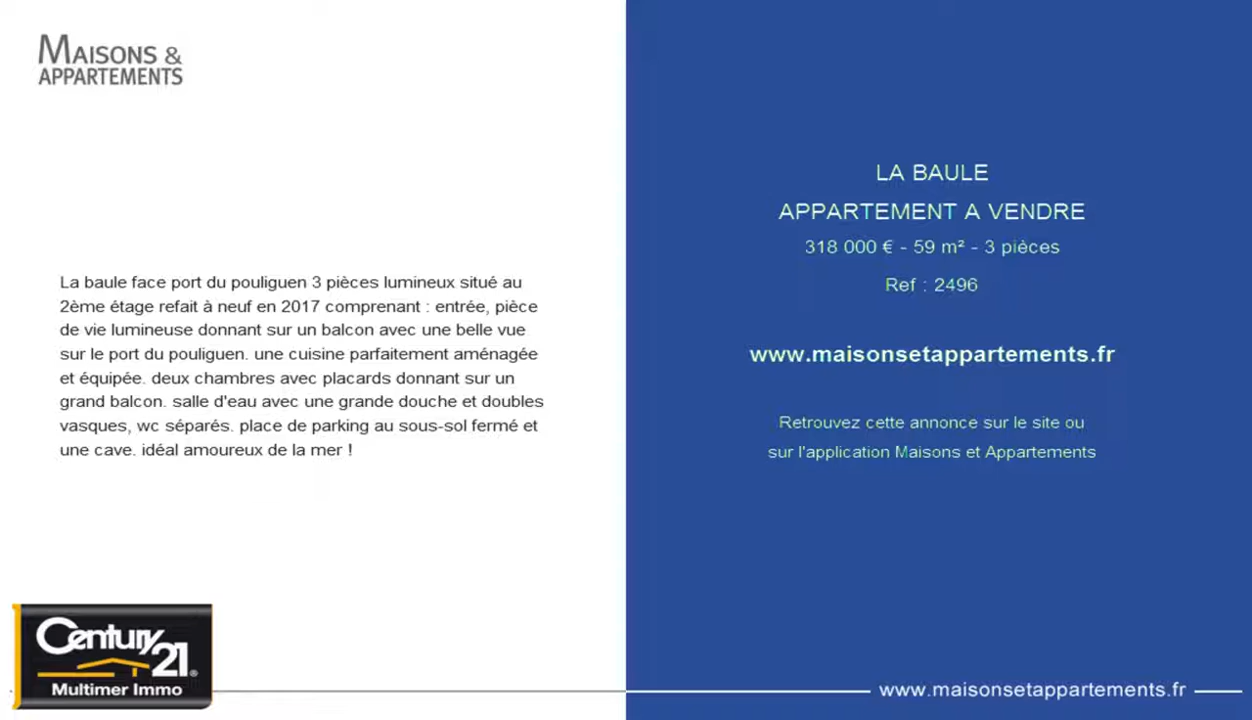 MAISONS &
APPARTEMENTS
La baule face port du pouliguen 3 pièces lumineux situé au
2ème étage refait à neuf en 2017 comprenant : entrée, pièce
de vie lumineuse donnant sur un balcon avec une belle vue
sur le port du pouliguen. une cuisine parfaitement aménagée
et équipée. deux chambres avec placards donnant sur un
grand balcon. salle d'eau avec une grande douche et doubles
vasques, wc séparés. place de parking au sous-sol fermé et
une cave. idéal amoureux de la mer !
Century
21®
Multimer Immo
LA BAULE
APPARTEMENT A VENDRE
318 000 € - 59 m² - 3 pièces
Ref : 2496
www.maisonsetappartements.fr
Retrouvez cette annonce sur le site ou
sur l'application Maisons et Appartements
www.maisonsetappartements.fr